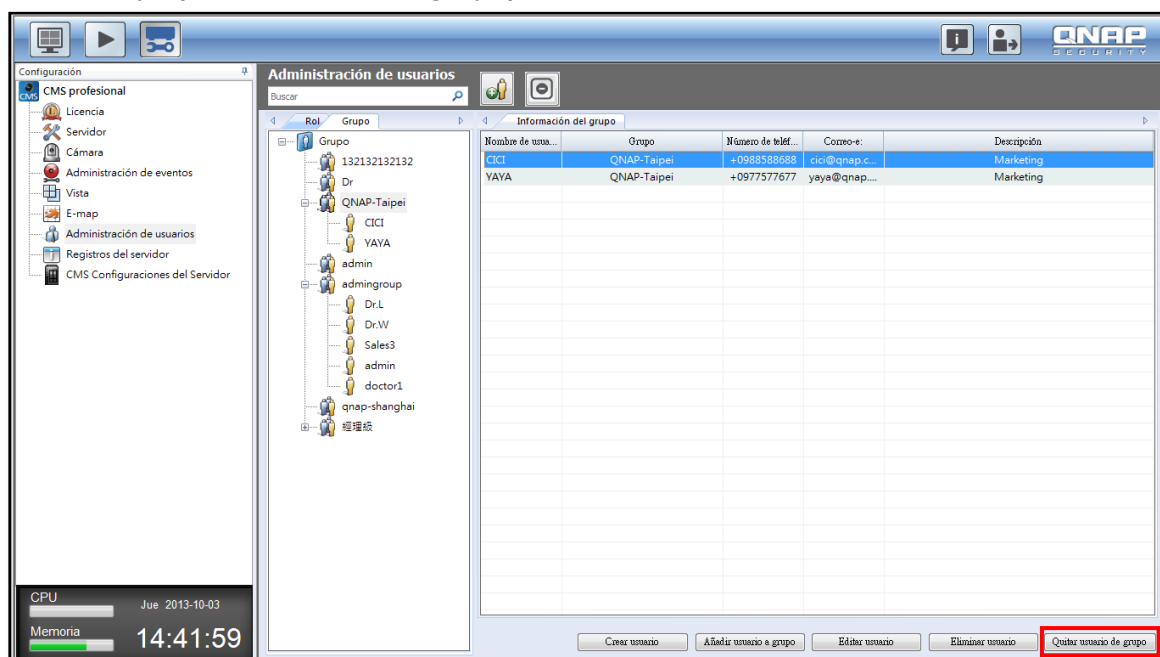 QNAP
SECURITY
Configuración
CMS profesional
Licencia
Servidor
Cámara
Administración de eventos
Vista
E-map
Administración de usuarios
Registros del servidor
CMS Configuraciones del Servidor
CPU
Jue 2013-10-03
Memoria
14:41:59
Administración de usuarios
Buscar
Rol Grupo
Grupo
132132132132
Dr
QNAP-Taipei
CICI
YAYA
admin
admingroup
Dr.L
Dr.W
Sales3
admin
doctor1
qnap-shanghai
經理級
Información del grupo
Nombre de usua... Grupo Número de teléf... Correo-e: Descripción
CICI QNAP-Taipei +0988588688 cici@qnap.c... Marketing
YAYA QNAP-Taipei +0977577677 yaya@qnap.... Marketing
Crear usuario Añadir usuario a grupo Editar usuario Eliminar usuario Quitar usuario de grupo